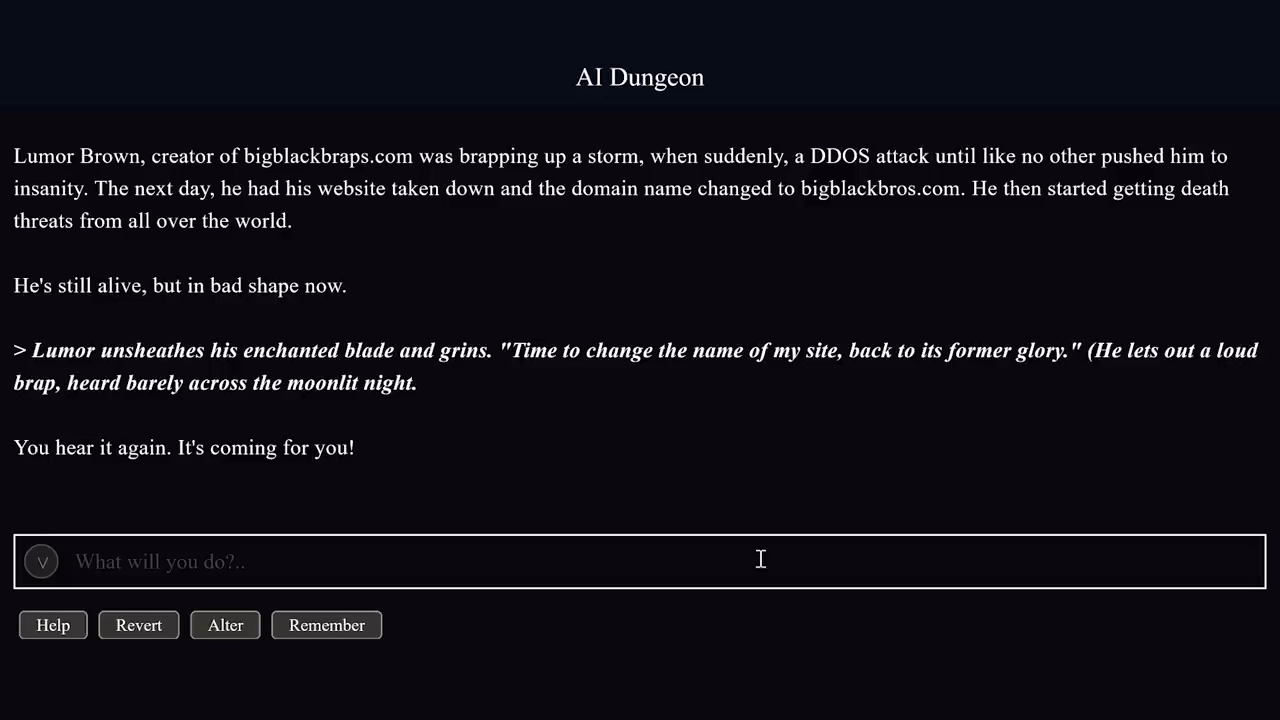 AI Dungeon
Lumor Brown, creator of bigblackbraps.com was brapping up a storm, when suddenly, a DDOS attack until like no other pushed him to
insanity. The next day, he had his website taken down and the domain name changed to bigblackbros.com. He then started getting death
threats from all over the world.
He's still alive, but in bad shape now.
> Lumor unsheathes his enchanted blade and grins. "Time to change the name of my site, back to its former glory." (He lets out a loud
brap, heard barely across the moonlit night.
You hear it again. It's coming for you!
V What will you do?..
Help Revert Alter Remember